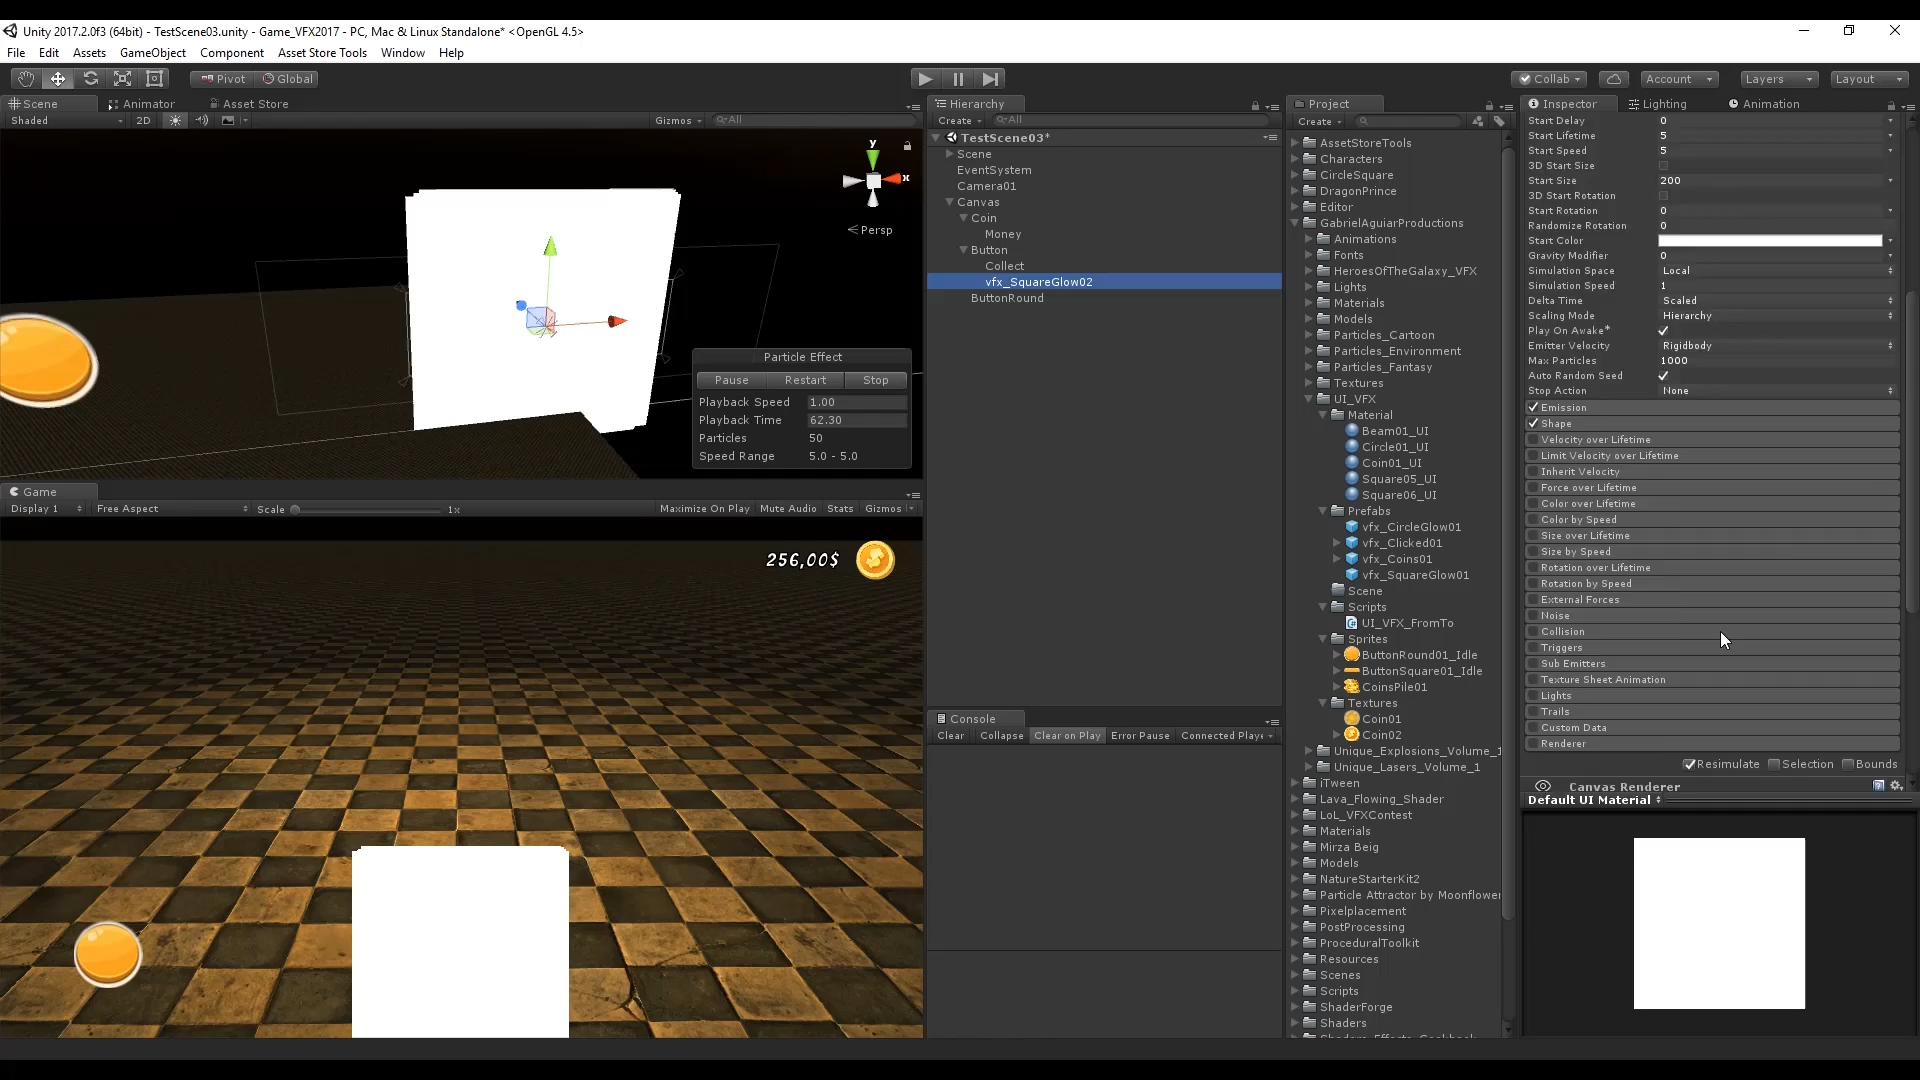 Unity 2017.2.0f3 (64bit) - TestScene03.unity - Game_VFX2017 - PC, Mac & Linux Standalone* <OpenGL 4.5>
File Edit Assets GameObject Component Asset Store Tools Window Help
Pivot Global Collab Account Layers Layout
Scene Animator Asset Store
Shaded 2D Gizmos All
y
x
Persp
Particle Effect
Pause Restart Stop
Playback Speed 1.00
Playback Time 62.30
Particles 50
Speed Range 5.0 - 5.0
Game
Display 1 Free Aspect Scale 1x Maximize On Play Mute Audio Stats Gizmos
256,00$
Hierarchy
Create All
TestScene03*
Scene
EventSystem
Camera01
Canvas
Coin
Money
Button
Collect
vfx_SquareGlow02
ButtonRound
Console
Clear Collapse Clear on Play Error Pause Connected Playe
Project
Create
AssetStoreTools
Characters
CircleSquare
DragonPrince
Editor
GabrielAguiarProductions
Animations
Fonts
HeroesOfTheGalaxy_VFX
Lights
Materials
Models
Particles_Cartoon
Particles_Environment
Particles_Fantasy
Textures
UI_VFX
Material
Beam01_UI
Circle01_UI
Coin01_UI
Square05_UI
Square06_UI
Prefabs
vfx_CircleGlow01
vfx_Clicked01
vfx_Coins01
vfx_SquareGlow01
Scene
Scripts
UI_VFX_FromTo
Sprites
ButtonRound01_Idle
ButtonSquare01_Idle
CoinsPile01
Textures
Coin01
Coin02
Unique_Explosions_Volume_1
Unique_Lasers_Volume_1
iTween
Lava_Flowing_Shader
LoL_VFXContest
Materials
Mirza Beig
Models
NatureStarterKit2
Particle Attractor by Moonflower
Pixelplacement
PostProcessing
ProceduralToolkit
Resources
Scenes
Scripts
ShaderForge
Shaders
Inspector Lighting Animation
Start Delay 0
Start Lifetime 5
Start Speed 5
3D Start Size
Start Size 200
3D Start Rotation
Start Rotation 0
Randomize Rotation 0
Start Color
Gravity Modifier 0
Simulation Space Local
Simulation Speed 1
Delta Time Scaled
Scaling Mode Hierarchy
Play On Awake*
Emitter Velocity Rigidbody
Max Particles 1000
Auto Random Seed
Stop Action None
Emission
Shape
Velocity over Lifetime
Limit Velocity over Lifetime
Inherit Velocity
Force over Lifetime
Color over Lifetime
Color by Speed
Size over Lifetime
Size by Speed
Rotation over Lifetime
Rotation by Speed
External Forces
Noise
Collision
Triggers
Sub Emitters
Texture Sheet Animation
Lights
Trails
Custom Data
Renderer
Resimulate Selection Bounds
Canvas Renderer
Default UI Material